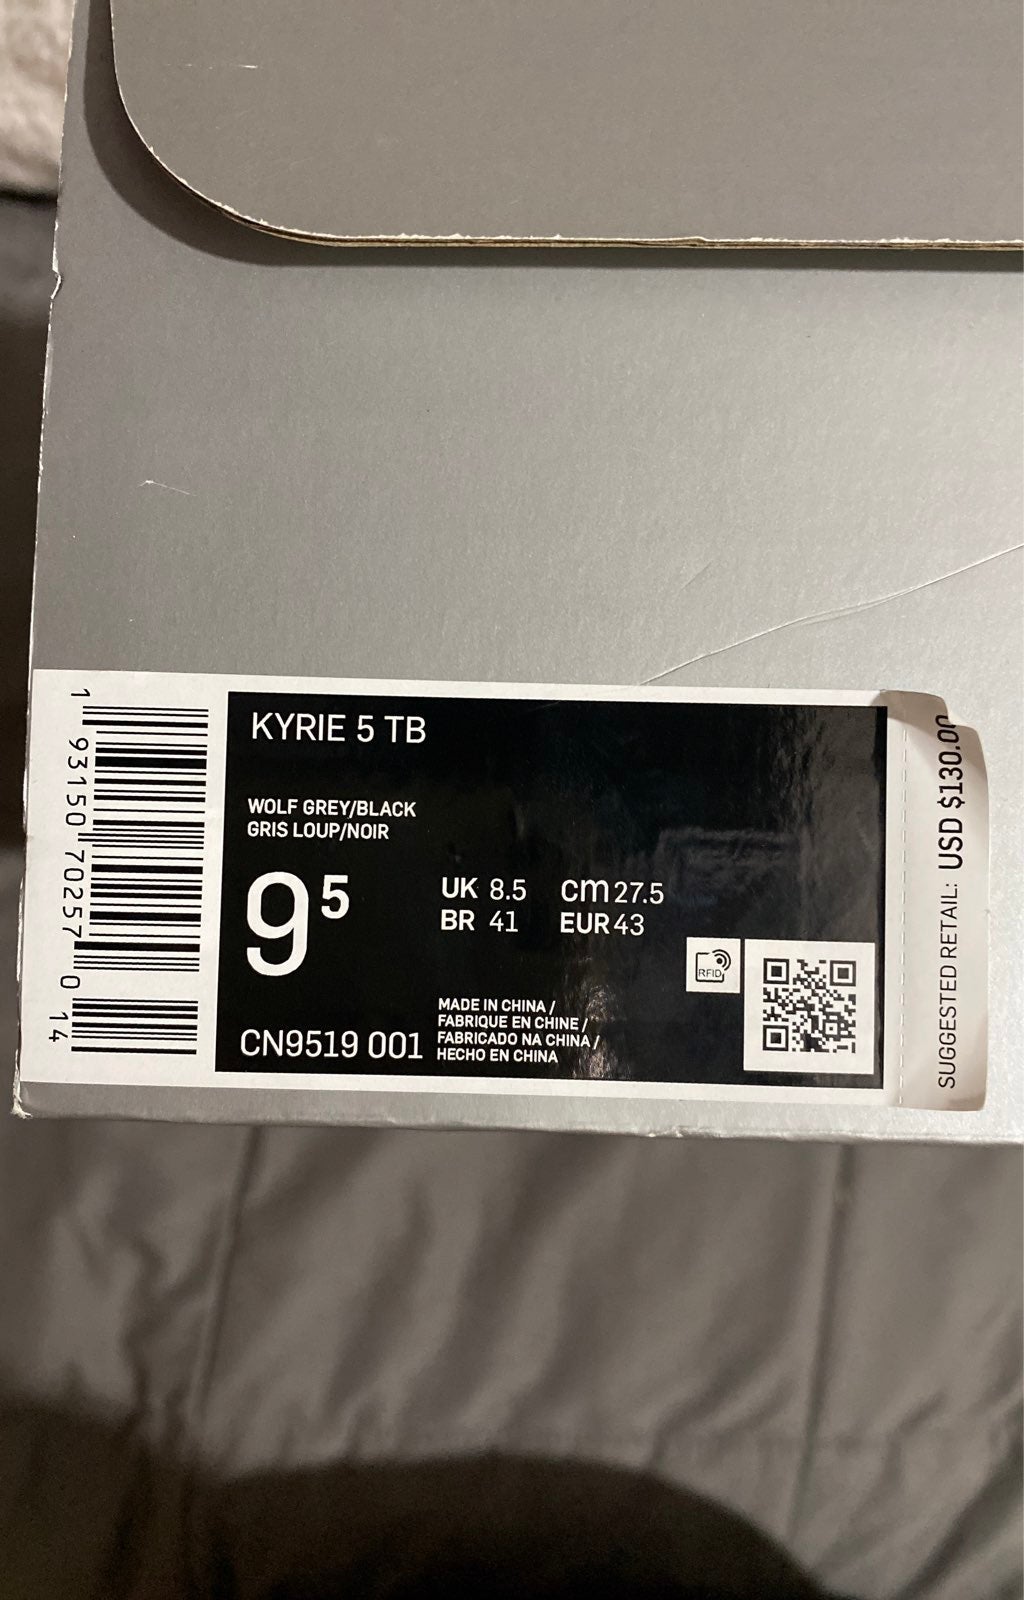 KYRIE 5 TB
WOLF GREY/BLACK
GRIS LOUP/NOIR
9⁵
UK 8.5 cm 27.5
BR 41 EUR 43
RFID
MADE IN CHINA /
FABRIQUE EN CHINE /
FABRICADO NA CHINA /
HECHO EN CHINA
CN9519 001
1 93150 70257 0 14
SUGGESTED RETAIL: USD $130.00